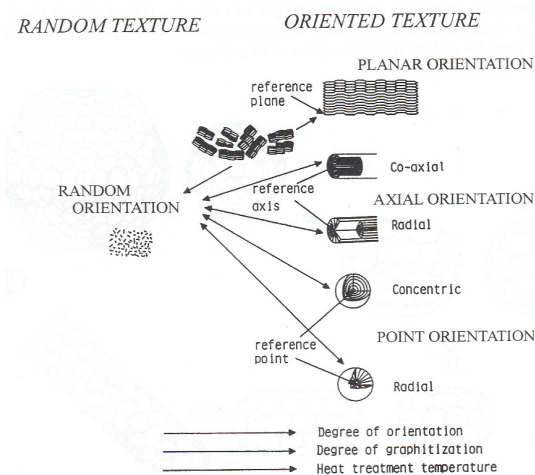 RANDOM TEXTURE
ORIENTED TEXTURE
PLANAR ORIENTATION
reference
plane
Co-axial
RANDOM
ORIENTATION
reference
axis
AXIAL ORIENTATION
Radial
Concentric
reference
point
POINT ORIENTATION
Radial
Degree of orientation
Degree of graphitization
Heat treatment temperature